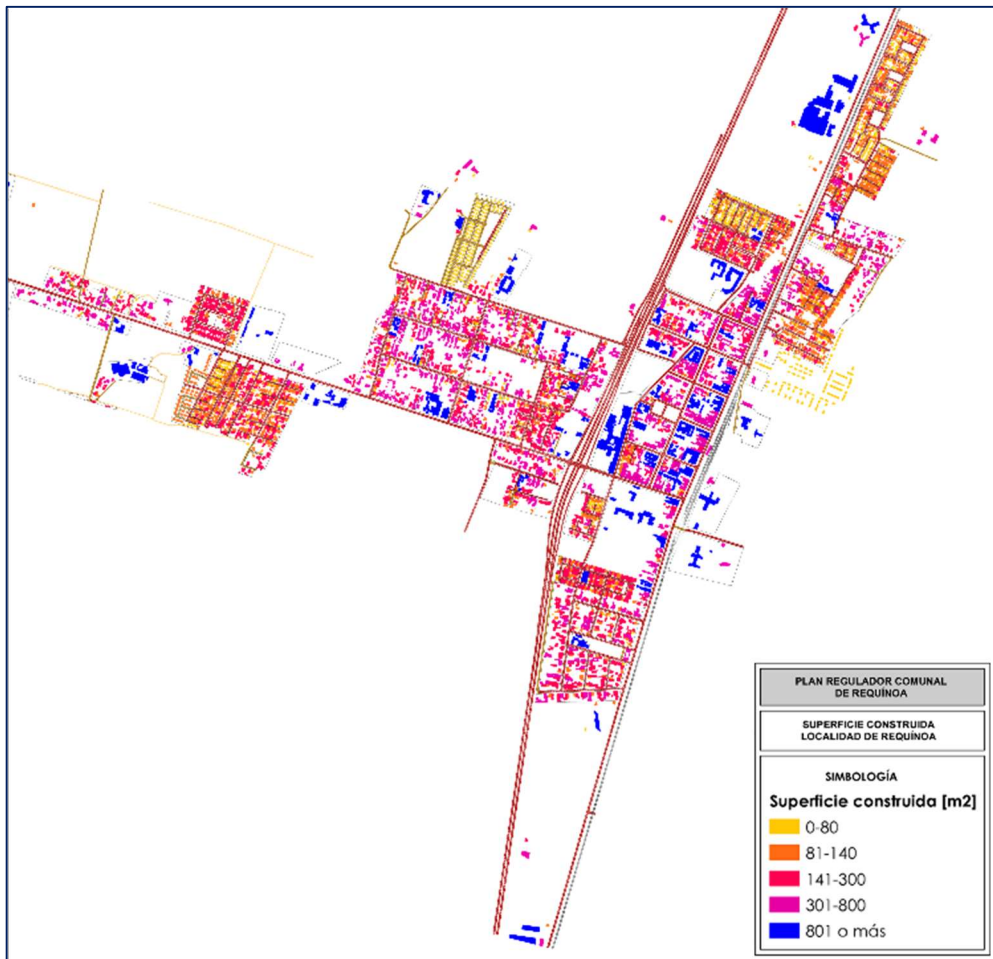 PLAN REGULADOR COMUNAL
DE REQUÍNOA
SUPERFICIE CONSTRUIDA
LOCALIDAD DE REQUÍNOA
SIMBOLOGÍA
Superficie construida [m2]
0-80
81-140
141-300
301-800
801 o más